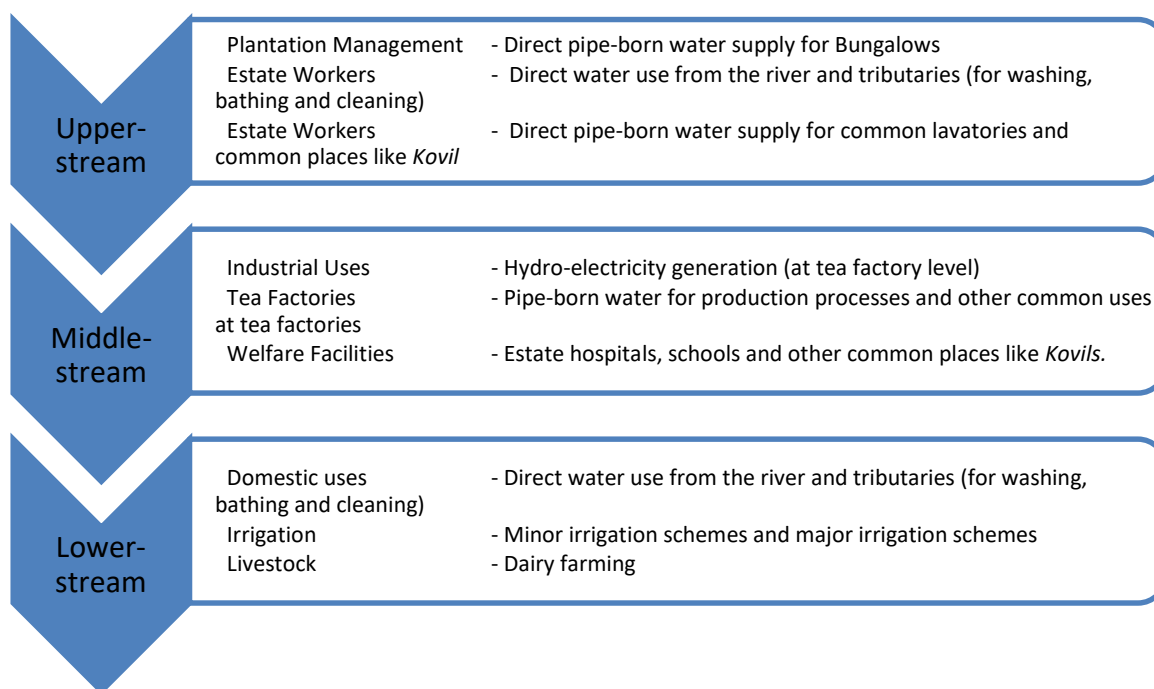 Upper-
stream
Plantation Management - Direct pipe-born water supply for Bungalows
Estate Workers - Direct water use from the river and tributaries (for washing,
bathing and cleaning)
Estate Workers - Direct pipe-born water supply for common lavatories and
common places like Kovil
Middle-
stream
Industrial Uses - Hydro-electricity generation (at tea factory level)
Tea Factories - Pipe-born water for production processes and other common uses
at tea factories
Welfare Facilities - Estate hospitals, schools and other common places like Kovils.
Lower-
stream
Domestic uses - Direct water use from the river and tributaries (for washing,
bathing and cleaning)
Irrigation - Minor irrigation schemes and major irrigation schemes
Livestock - Dairy farming